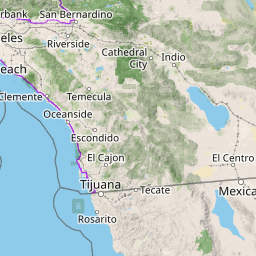 urbank
San Bernardino
eles
Riverside
Cathedral
City
Indio
each
Clemente
Temecula
Oceanside
Escondido
El Cajon
El Centro
Tijuana
Tecate
Mexica
Rosarito